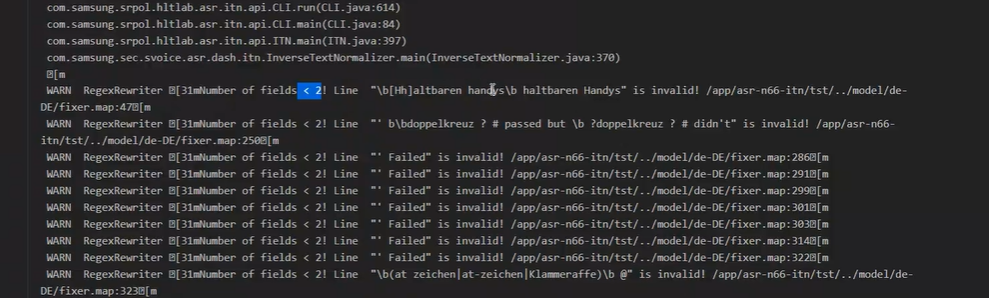 com.samsung.srpol.hltlab.asr.itn.api.CLI.run(CLI.java:614)
com.samsung.srpol.hltlab.asr.itn.api.CLI.main(CLI.java:84)
com.samsung.srpol.hltlab.asr.itn.api.ITN.main(ITN.java:397)
com.samsung.sec.svoice.asr.dash.itn.InverseTextNormalizer.main(InverseTextNormalizer.java:370)
[m
WARN RegexRewriter [31mNumber of fields < 2! Line "\b[Hh]altbaren handys\b haltbaren Handys" is invalid! /app/asr-n66-itn/tst/../model/de-
DE/fixer.map:47[m
WARN RegexRewriter [31mNumber of fields < 2! Line "' b\bdoppelkreuz ? # passed but \b ?doppelkreuz ? # didn't" is invalid! /app/asr-n66-
itn/tst/../model/de-DE/fixer.map:250[m
WARN RegexRewriter [31mNumber of fields < 2! Line "' Failed" is invalid! /app/asr-n66-itn/tst/../model/de-DE/fixer.map:286[m
WARN RegexRewriter [31mNumber of fields < 2! Line "' Failed" is invalid! /app/asr-n66-itn/tst/../model/de-DE/fixer.map:291[m
WARN RegexRewriter [31mNumber of fields < 2! Line "' Failed" is invalid! /app/asr-n66-itn/tst/../model/de-DE/fixer.map:299[m
WARN RegexRewriter [31mNumber of fields < 2! Line "' Failed" is invalid! /app/asr-n66-itn/tst/../model/de-DE/fixer.map:301[m
WARN RegexRewriter [31mNumber of fields < 2! Line "' Failed" is invalid! /app/asr-n66-itn/tst/../model/de-DE/fixer.map:303[m
WARN RegexRewriter [31mNumber of fields < 2! Line "' Failed" is invalid! /app/asr-n66-itn/tst/../model/de-DE/fixer.map:314[m
WARN RegexRewriter [31mNumber of fields < 2! Line "' Failed" is invalid! /app/asr-n66-itn/tst/../model/de-DE/fixer.map:322[m
WARN RegexRewriter [31mNumber of fields < 2! Line "\b(at zeichen|at-zeichen|Klammeraffe)\b @" is invalid! /app/asr-n66-itn/tst/../model/de-
DE/fixer.map:323[m